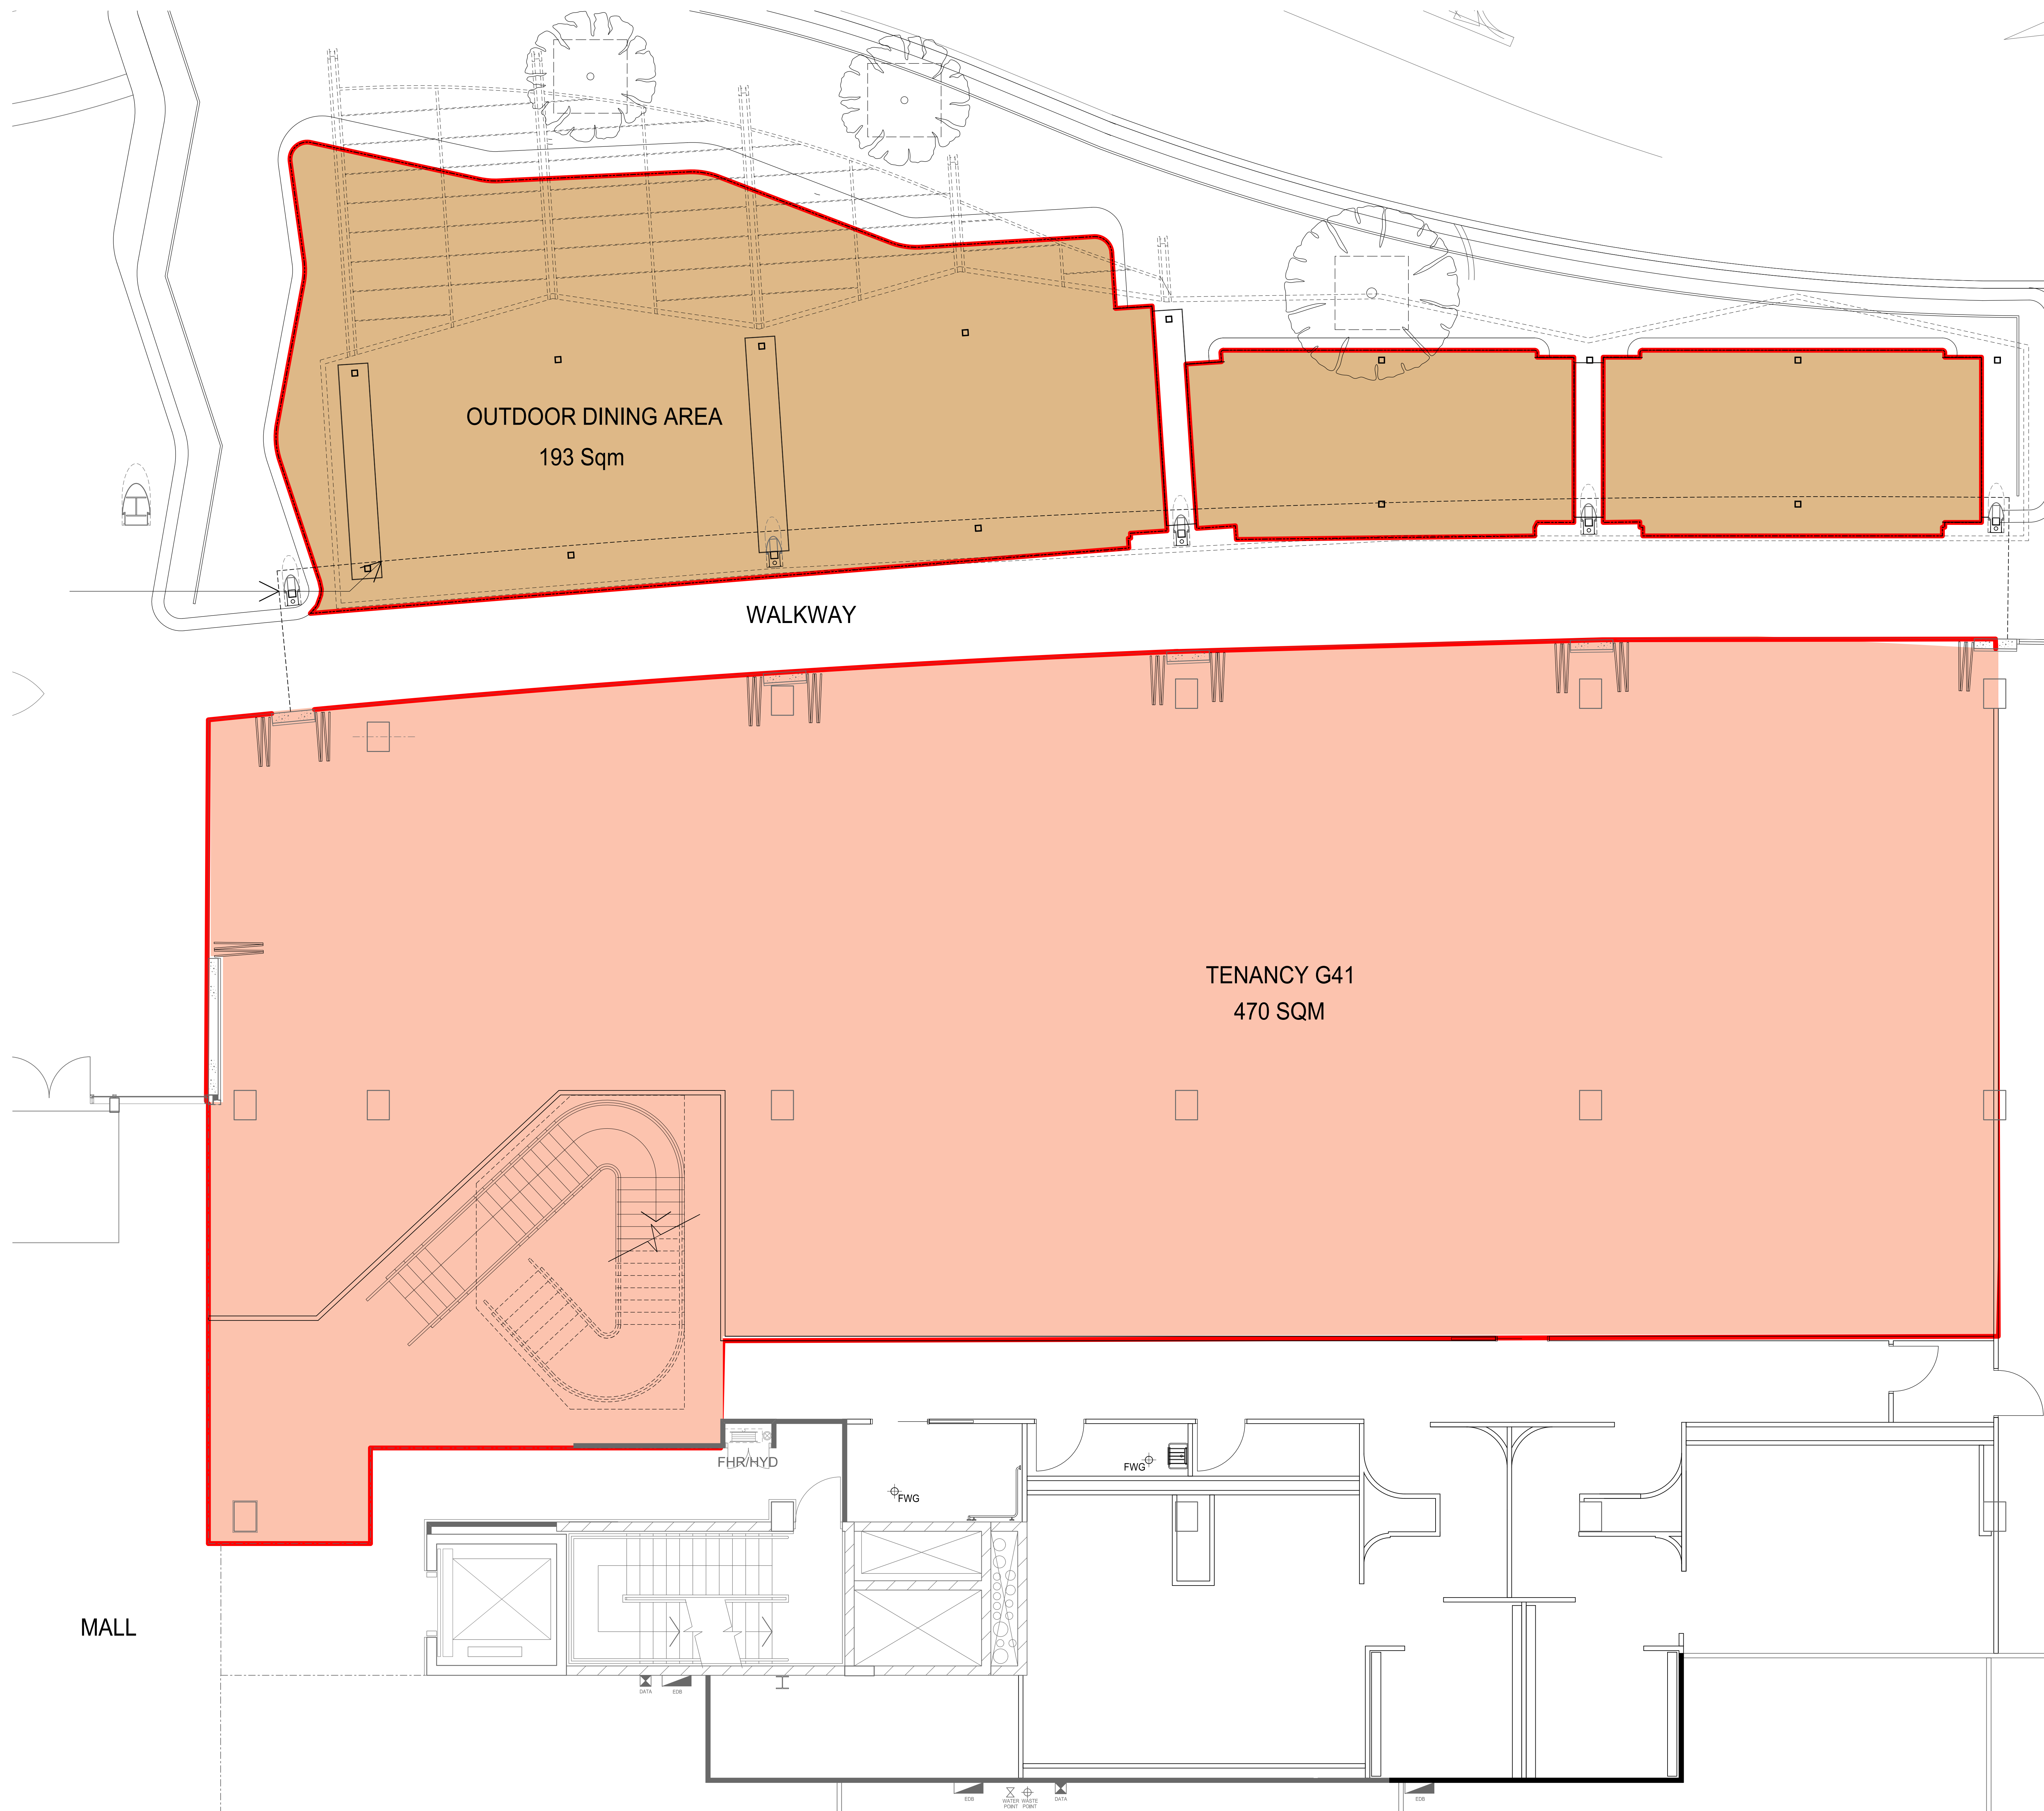 OUTDOOR DINING AREA
193 Sqm
WALKWAY
TENANCY G41
470 SQM
FHR/HYD
FWG
FWG
MALL
DATA
EDB
EDB
WATER
POINT
WASTE
POINT
DATA
EDB